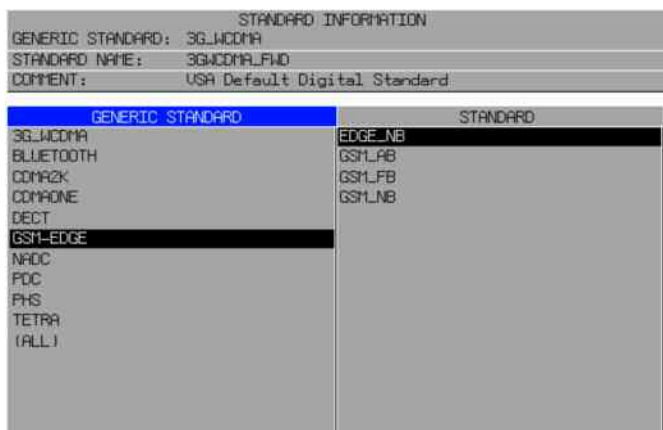 STANDARD INFORMATION
GENERIC STANDARD: 3G_WCDMA
STANDARD NAME: 3GWCDMA_FWD
COMMENT: VSA Default Digital Standard
GENERIC STANDARD STANDARD
3G_WCDMA EDGE_NB
BLUETOOTH GSM_AB
CDMA2K GSM_FB
CDMAONE GSM_NB
DECT
GSM-EDGE
NADC
PDC
PHS
TETRA
(ALL)